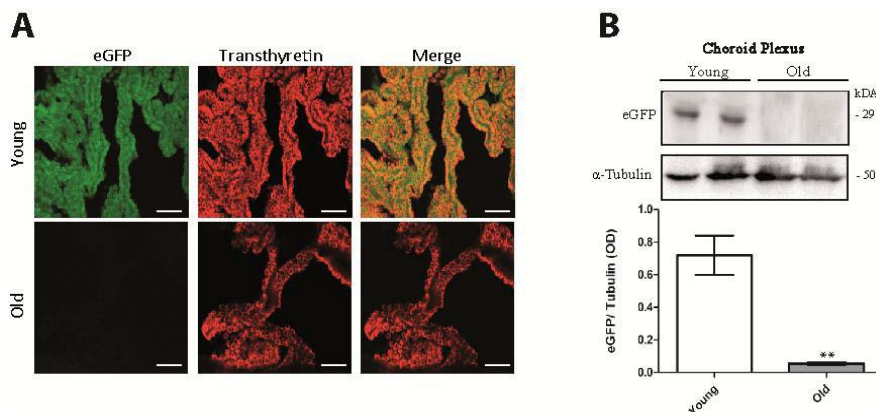 A
eGFP Transthyretin Merge
Young
Old
B
Choroid Plexus
Young Old
kDA
eGFP - 29
α-Tubulin - 50
eGFP/ Tubulin (OD)
1.0
0.8
0.6
0.4
0.2
0.0
**
Young Old